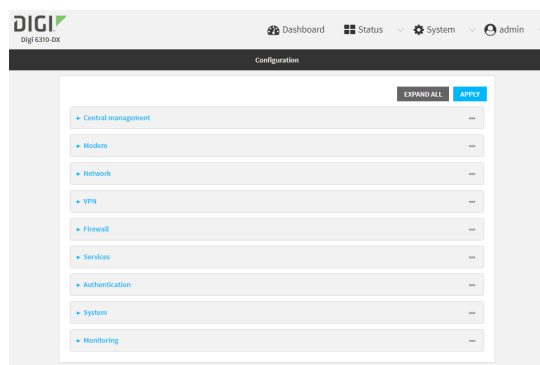 DIGI
Digi 6310-DX
Dashboard Status System admin
Configuration
EXPAND ALL APPLY
Central management
Modem
Network
VPN
Firewall
Services
Authentication
System
Monitoring